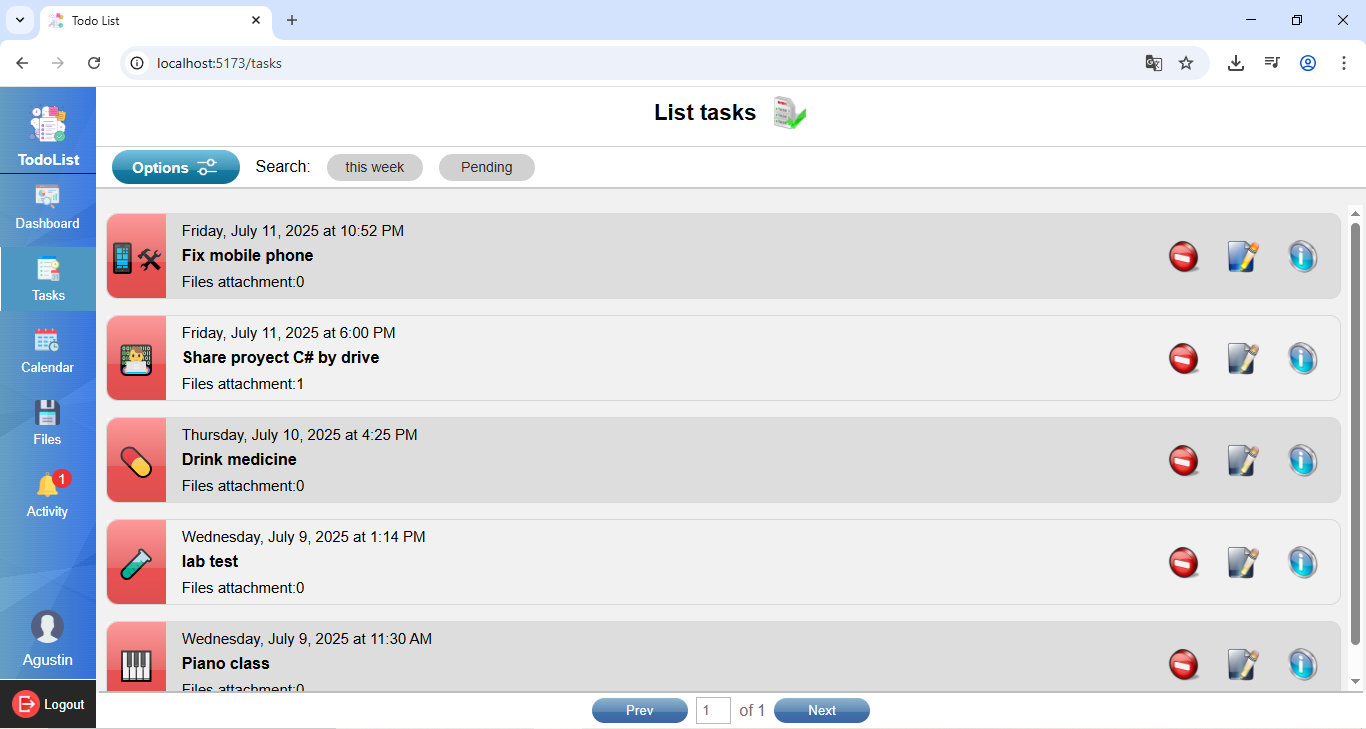 Todo List
localhost:5173/tasks
TodoList
Dashboard
Tasks
Calendar
Files
1
Activity
Agustin
Logout
List tasks
Options
Search:
this week
Pending
Friday, July 11, 2025 at 10:52 PM
Fix mobile phone
Files attachment:0
Friday, July 11, 2025 at 6:00 PM
Share proyect C# by drive
Files attachment:1
Thursday, July 10, 2025 at 4:25 PM
Drink medicine
Files attachment:0
Wednesday, July 9, 2025 at 1:14 PM
lab test
Files attachment:0
Wednesday, July 9, 2025 at 11:30 AM
Piano class
Files attachment:0
Prev 1 of 1 Next